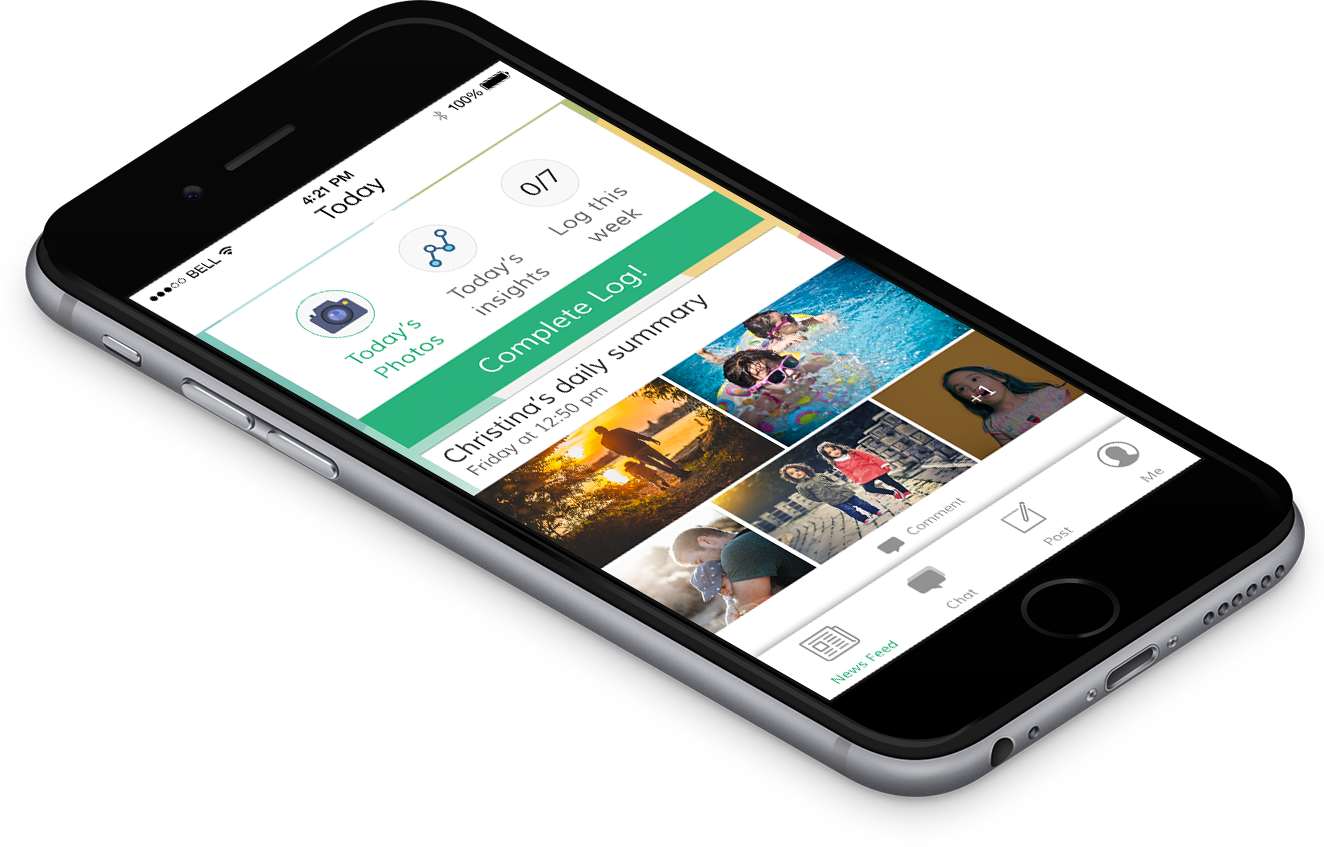 BELL
4:21 PM
100%
Today
Today's
Photos
Today's
insights
0/7
Log this
week
Complete Log!
Christina's daily summary
Friday at 12:50 pm
+1
Comment
News Feed
Chat
Post
Me